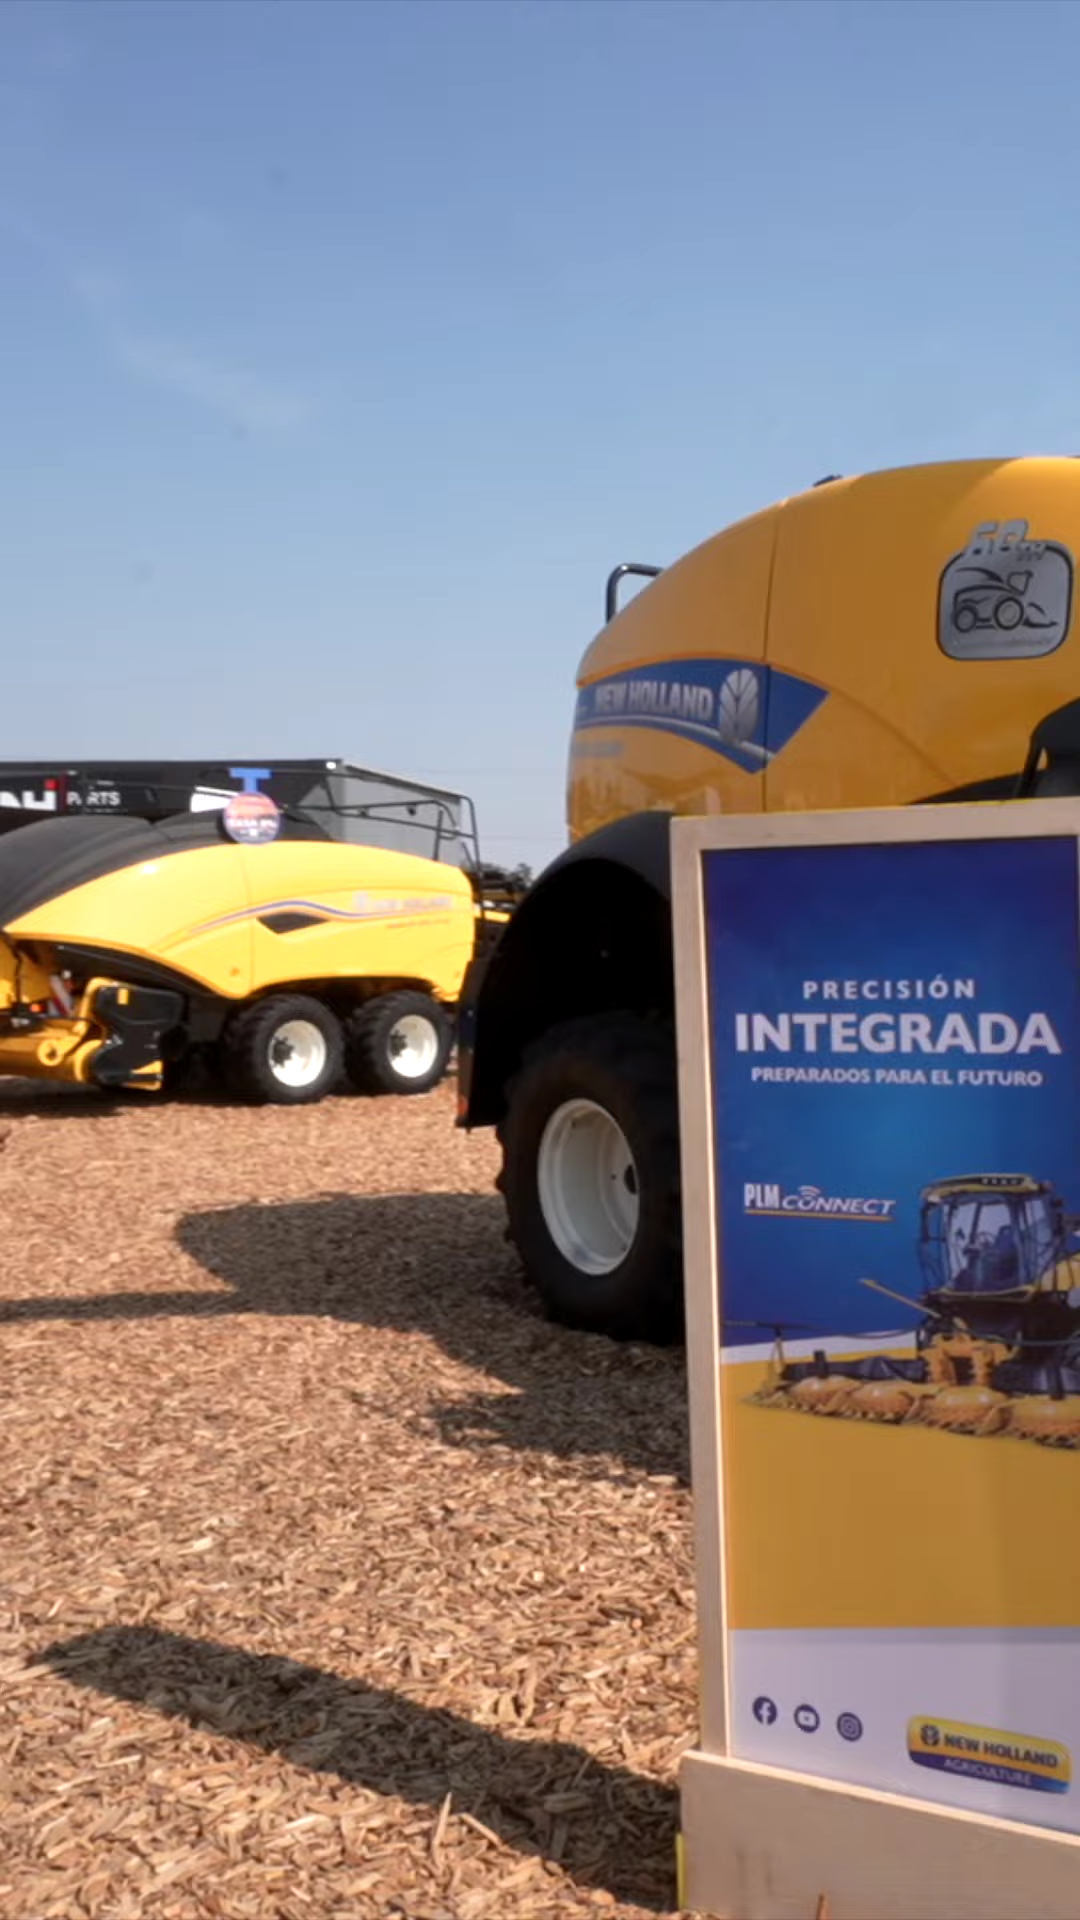 PARTS
NEW HOLLAND
PRECISIÓN
INTEGRADA
PREPARADOS PARA EL FUTURO
PLM CONNECT
NEW HOLLAND
AGRICULTURE